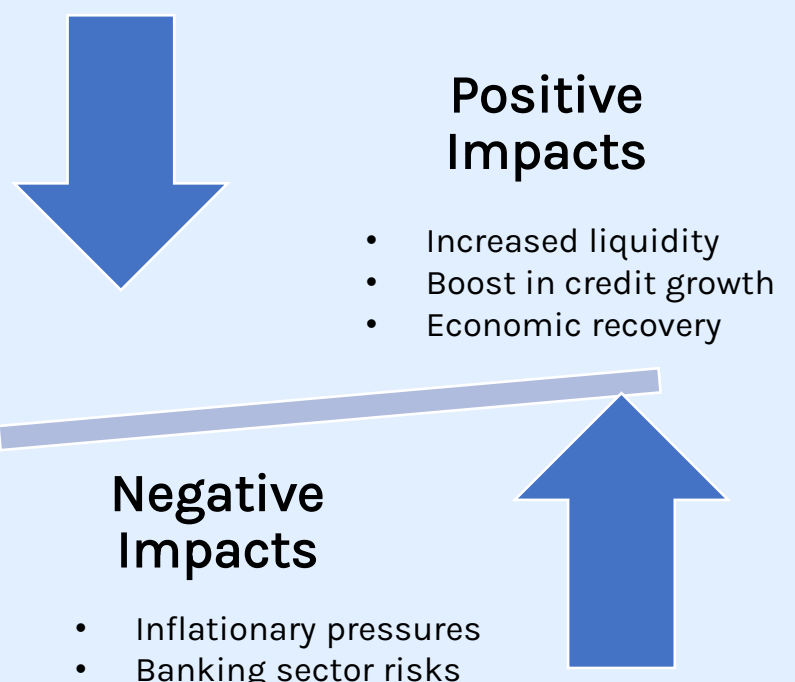 Positive
Impacts
• Increased liquidity
• Boost in credit growth
• Economic recovery
Negative
Impacts
• Inflationary pressures
• Banking sector risks